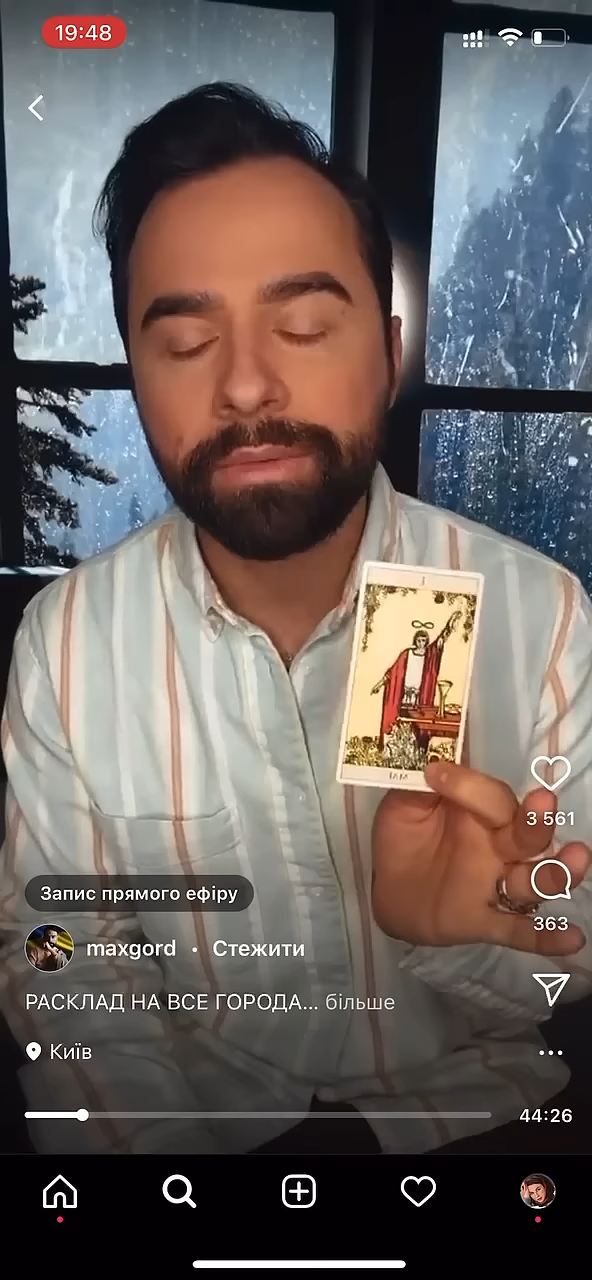 19:48
I
3 561
Запис прямого ефіру
363
maxgord • Стежити
РАСКЛАД НА ВСЕ ГОРОДА... більше
Київ
44:26